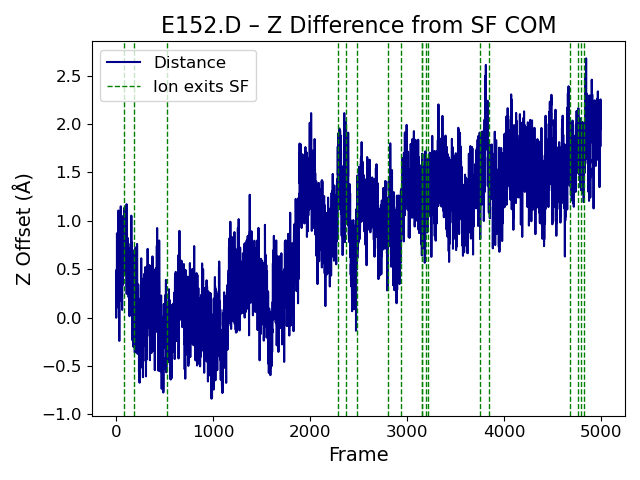 E152.D – Z Difference from SF COM
Distance
Ion exits SF
Z Offset (Å)
2.5
2.0
1.5
1.0
0.5
0.0
−0.5
−1.0
0
1000
2000
3000
4000
5000
Frame